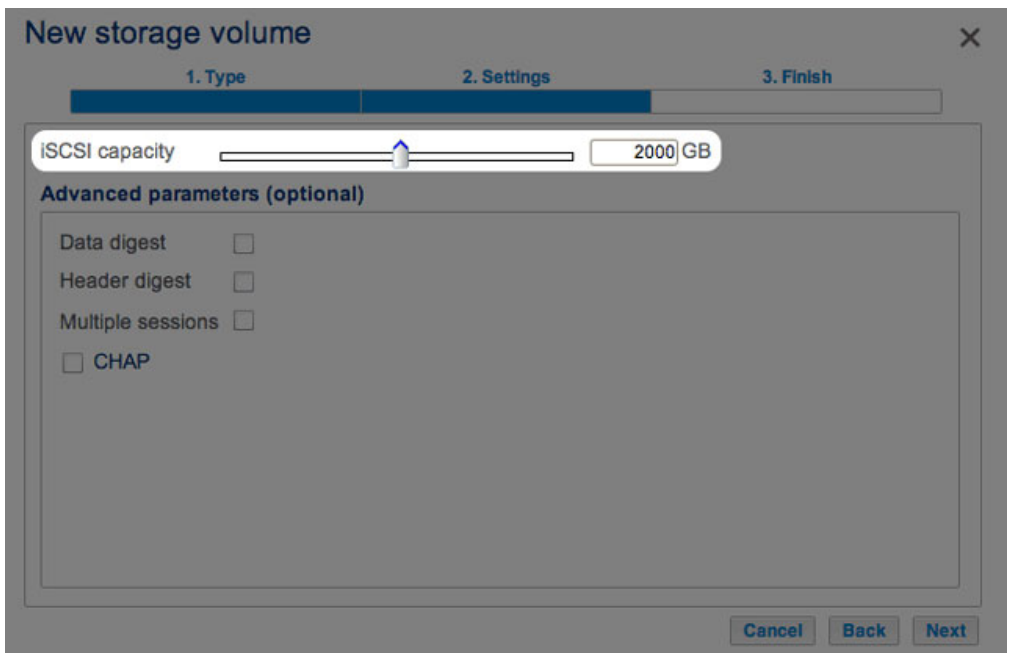 New storage volume
1. Type 2. Settings 3. Finish
iSCSI capacity 2000 GB
Advanced parameters (optional)
Data digest
Header digest
Multiple sessions
CHAP
Cancel Back Next